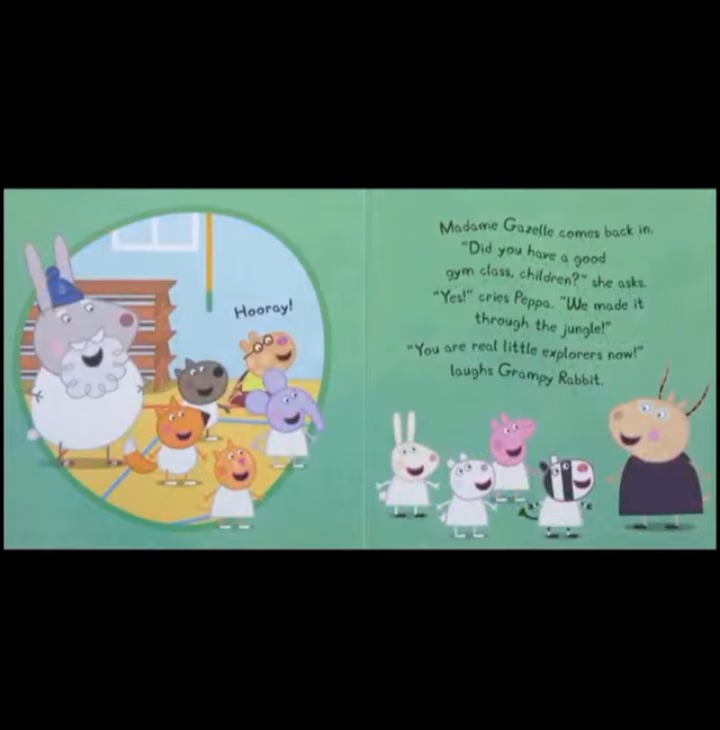 Hooray!
Madame Gazelle comes back in.
"Did you have a good
gym class, children?" she asks.
"Yes!" cries Peppa. "We made it
through the jungle!"
"You are real little explorers now!"
laughs Grampy Rabbit.